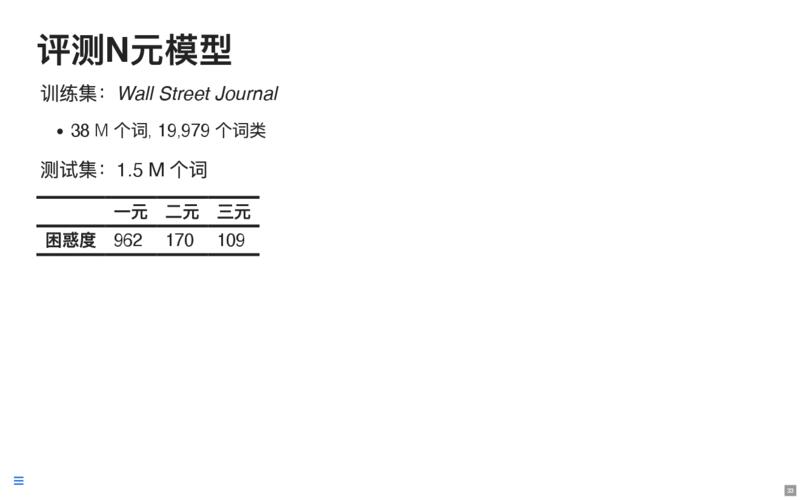 评测N元模型
训练集：Wall Street Journal
• 38 M 个词, 19,979 个词类
测试集：1.5 M 个词
一元 二元 三元
困惑度 962 170 109
33